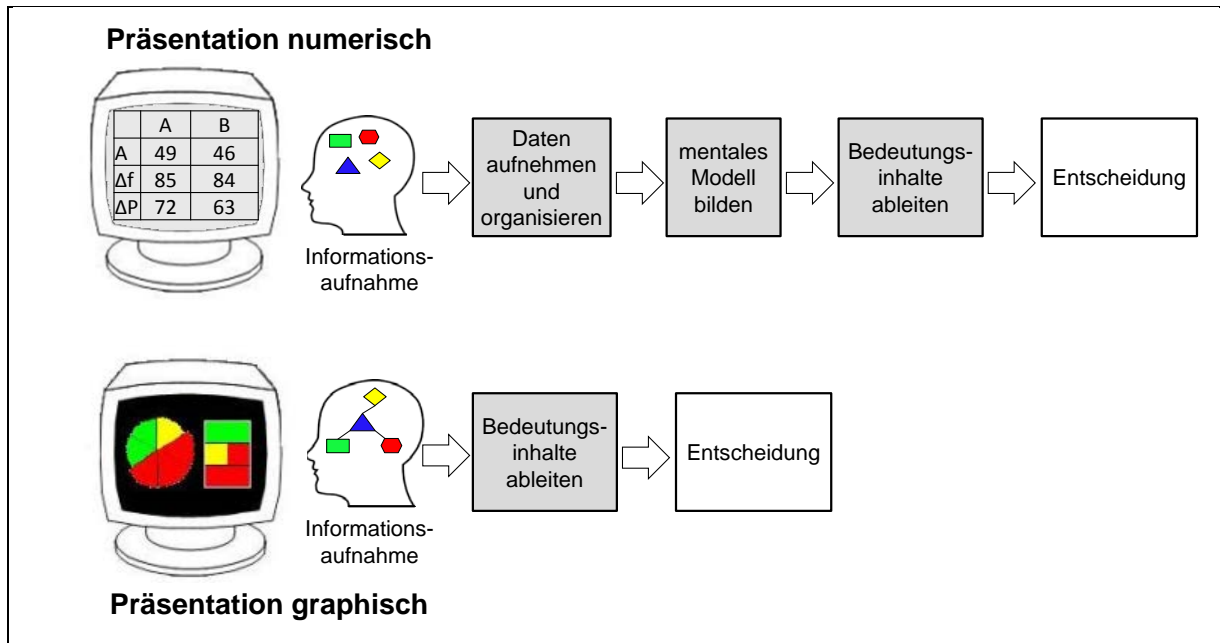 Präsentation numerisch
A B
A 49 46
Δf 85 84
ΔP 72 63
Informations-
aufnahme
Daten
aufnehmen
und
organisieren
mentales
Modell
bilden
Bedeutungs-
inhalte
ableiten
Entscheidung
Informations-
aufnahme
Bedeutungs-
inhalte
ableiten
Entscheidung
Präsentation graphisch